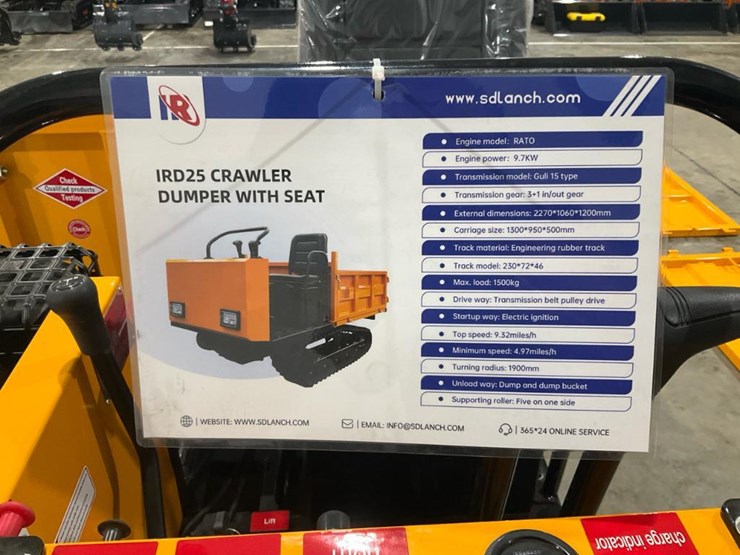 www.sdlanch.com
IR
IRD25 CRAWLER
DUMPER WITH SEAT
• Engine model: RATO
• Engine power: 9.7KW
• Transmission model: Guli 15 type
• Transmission gear: 3+1 in/out gear
• External dimensions: 2270*1060*1200mm
• Carriage size: 1300*950*500mm
• Track material: Engineering rubber track
• Track model: 230*72*46
• Max. load: 1500kg
• Drive way: Transmission belt pulley drive
• Startup way: Electric ignition
• Top speed: 9.32miles/h
• Minimum speed: 4.97miles/h
• Turning radius: 1900mm
• Unload way: Dump and dump bucket
• Supporting roller: Five on one side
| WEBSITE: WWW.SDLANCH.COM
| EMAIL: INFO@SDLANCH.COM
| 365*24 ONLINE SERVICE
Check
Qualified products
Testing
Check
Lift
charge indicator